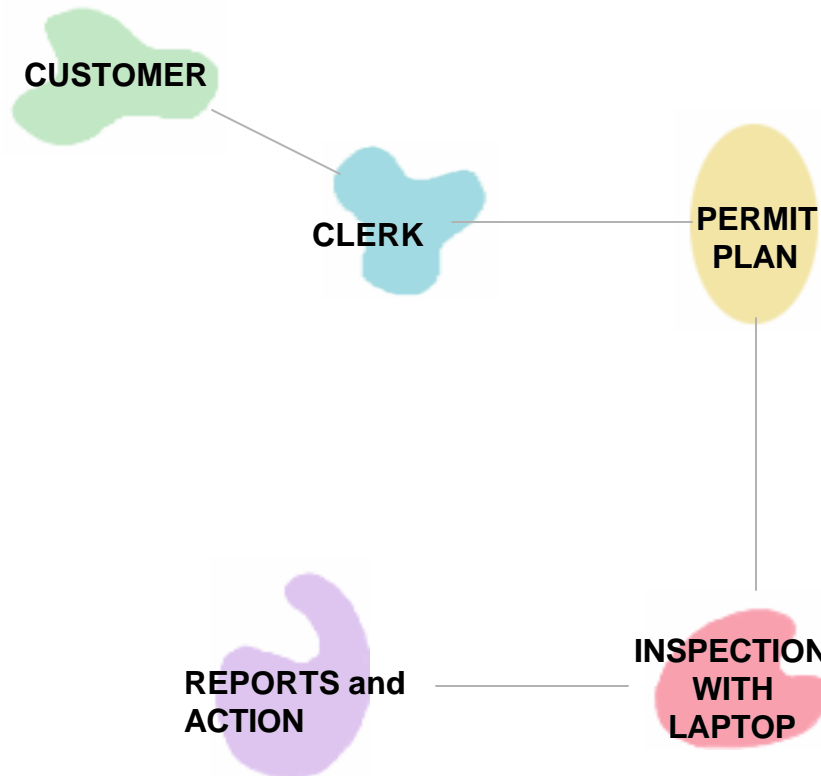 CUSTOMER
CLERK
PERMIT
PLAN
INSPECTION
WITH
LAPTOP
REPORTS and
ACTION